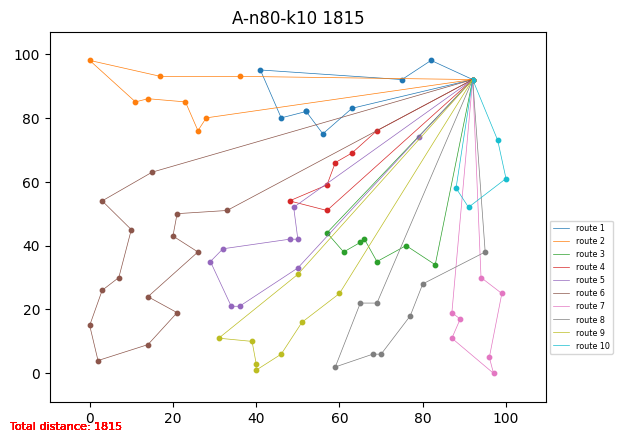 A-n80-k10 1815
100
80
60
40
20
0
0
20
40
60
80
100
route 1
route 2
route 3
route 4
route 5
route 6
route 7
route 8
route 9
route 10
Total distance: 1815